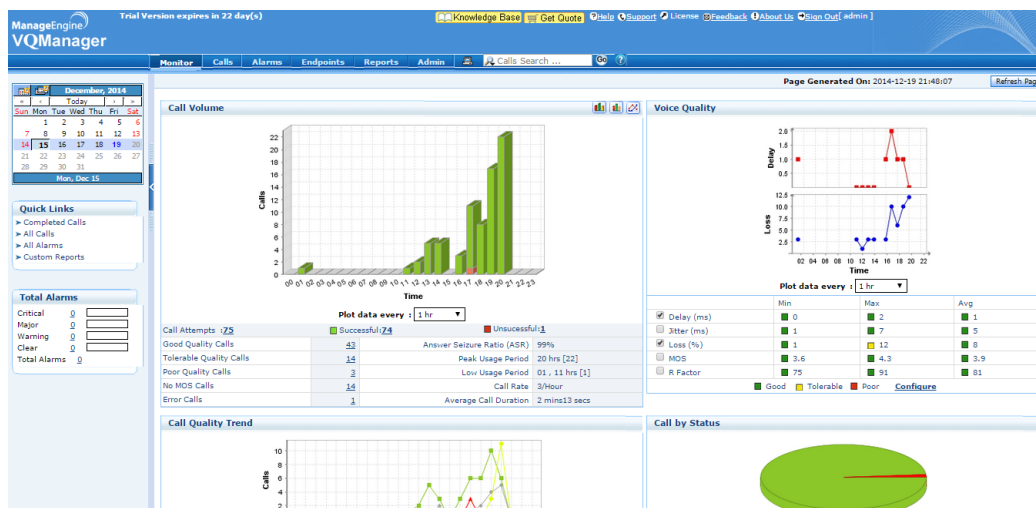 Trial Version expires in 22 day(s)
Knowledge Base Get Quote Help Support License Feedback About Us Sign Out[ admin ]
ManageEngine
VQManager
Monitor Calls Alarms Endpoints Reports Admin Calls Search ... Go ?
Page Generated On: 2014-12-19 21:48:07 Refresh Pag
December, 2014
« ‹ Today › »
Sun Mon Tue Wed Thu Fri Sat
1 2 3 4 5 6
7 8 9 10 11 12 13
14 15 16 17 18 19 20
21 22 23 24 25 26 27
28 29 30 31
Mon, Dec 15
Quick Links
Completed Calls
All Calls
All Alarms
Custom Reports
Total Alarms
Critical 0
Major 0
Warning 0
Clear 0
Total Alarms 0
Call Volume
22
20
18
16
14
12
10
8
6
4
2
0
Calls
00 01 02 03 04 05 06 07 08 09 10 11 12 13 14 15 16 17 18 19 20 21 22 23
Time
Plot data every : 1 hr
Call Attempts :75 Successful:74 Unsucessful:1
Good Quality Calls 43 Answer Seizure Ratio (ASR) 99%
Tolerable Quality Calls 14 Peak Usage Period 20 hrs [22]
Poor Quality Calls 3 Low Usage Period 01 , 11 hrs [1]
No MOS Calls 14 Call Rate 3/Hour
Error Calls 1 Average Call Duration 2 mins13 secs
Voice Quality
2.0
1.5
1.0
0.5
Delay
12.5
10.0
7.5
5.0
2.5
Loss
02 04 06 08 10 12 14 16 18 20 22
Time
Plot data every : 1 hr
Min Max Avg
Delay (ms) 0 2 1
Jitter (ms) 1 7 5
Loss (%) 1 12 8
MOS 3.6 4.3 3.9
R Factor 75 91 81
Good Tolerable Poor Configure
Call Quality Trend
10
8
6
4
2
Calls
Call by Status